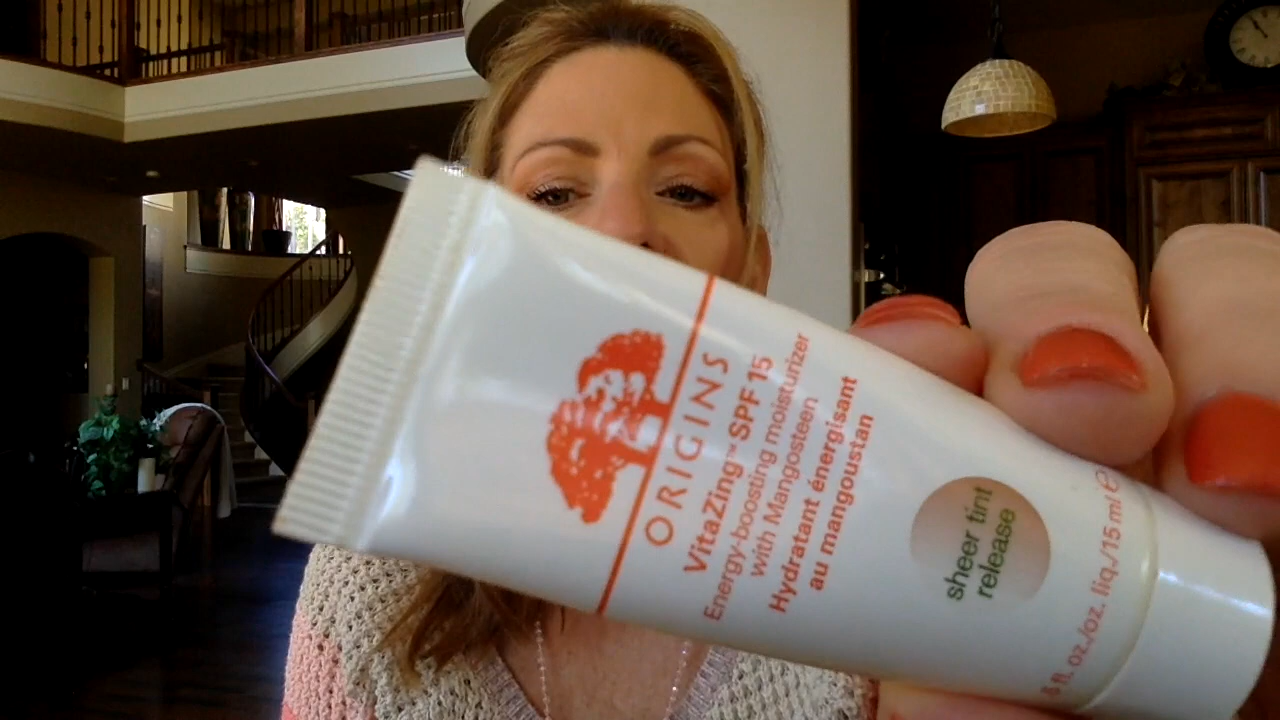 ORIGINS
VitaZing™ SPF 15
Energy-boosting moisturizer
with Mangosteen
Hydratant énergisant
au mangoustan
sheer tint
release
fl. oz./oz. liq./15 ml ℮